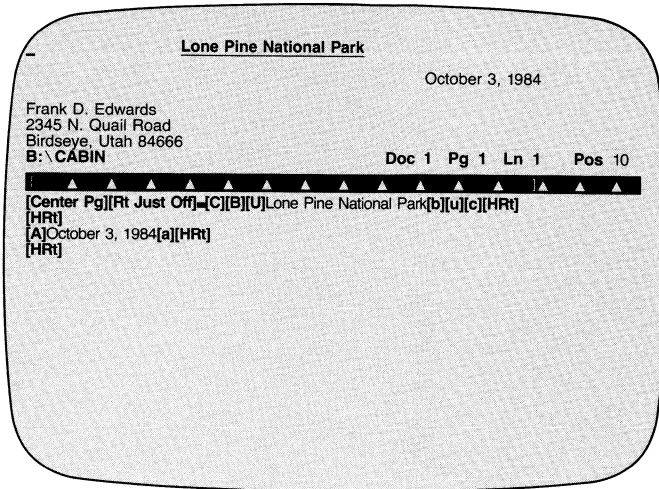 Lone Pine National Park
October 3, 1984
Frank D. Edwards
2345 N. Quail Road
Birdseye, Utah 84666
B:\CABIN Doc 1 Pg 1 Ln 1 Pos 10
[Center Pg][Rt Just Off]-[C][B][U]Lone Pine National Park[b][u][c][HRt]
[HRt]
[A]October 3, 1984[a][HRt]
[HRt]